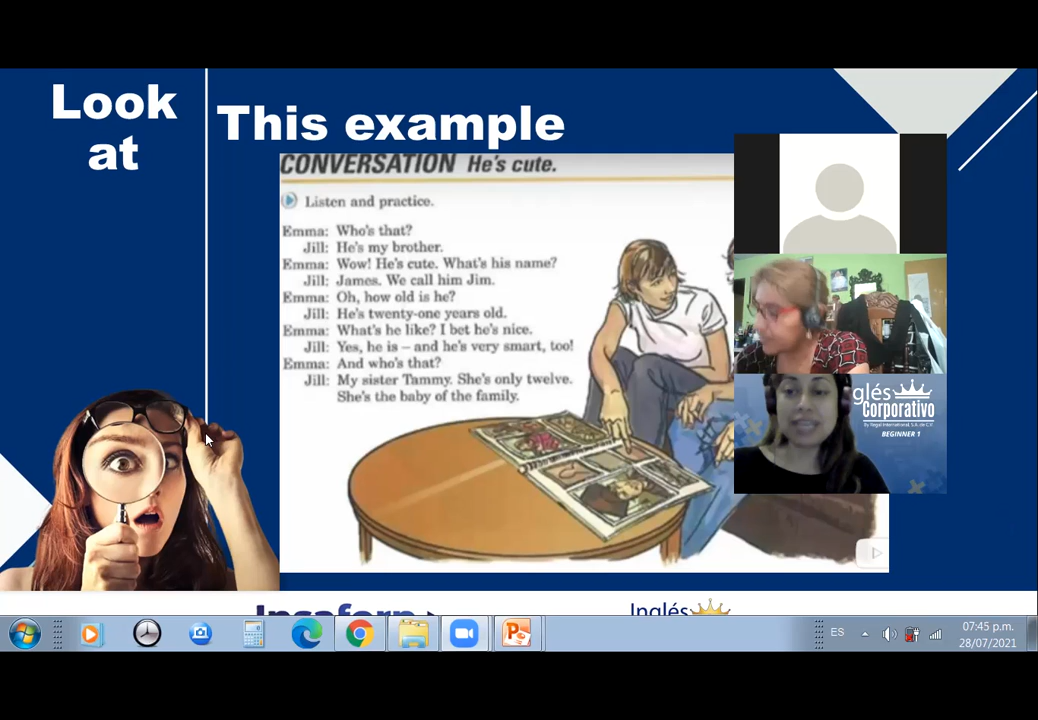 Look
at
This example
CONVERSATION He's cute.
Listen and practice.
Emma: Who's that?
Jill: He's my brother.
Emma: Wow! He's cute. What's his name?
Jill: James. We call him Jim.
Emma: Oh, how old is he?
Jill: He's twenty-one years old.
Emma: What's he like? I bet he's nice.
Jill: Yes, he is – and he's very smart, too!
Emma: And who's that?
Jill: My sister Tammy. She's only twelve.
She's the baby of the family.
glés
Corporativo
By Regal International, S.A. de C.V.
BEGINNER 1
Insaforp
Inglés
ES
07:45 p.m.
28/07/2021